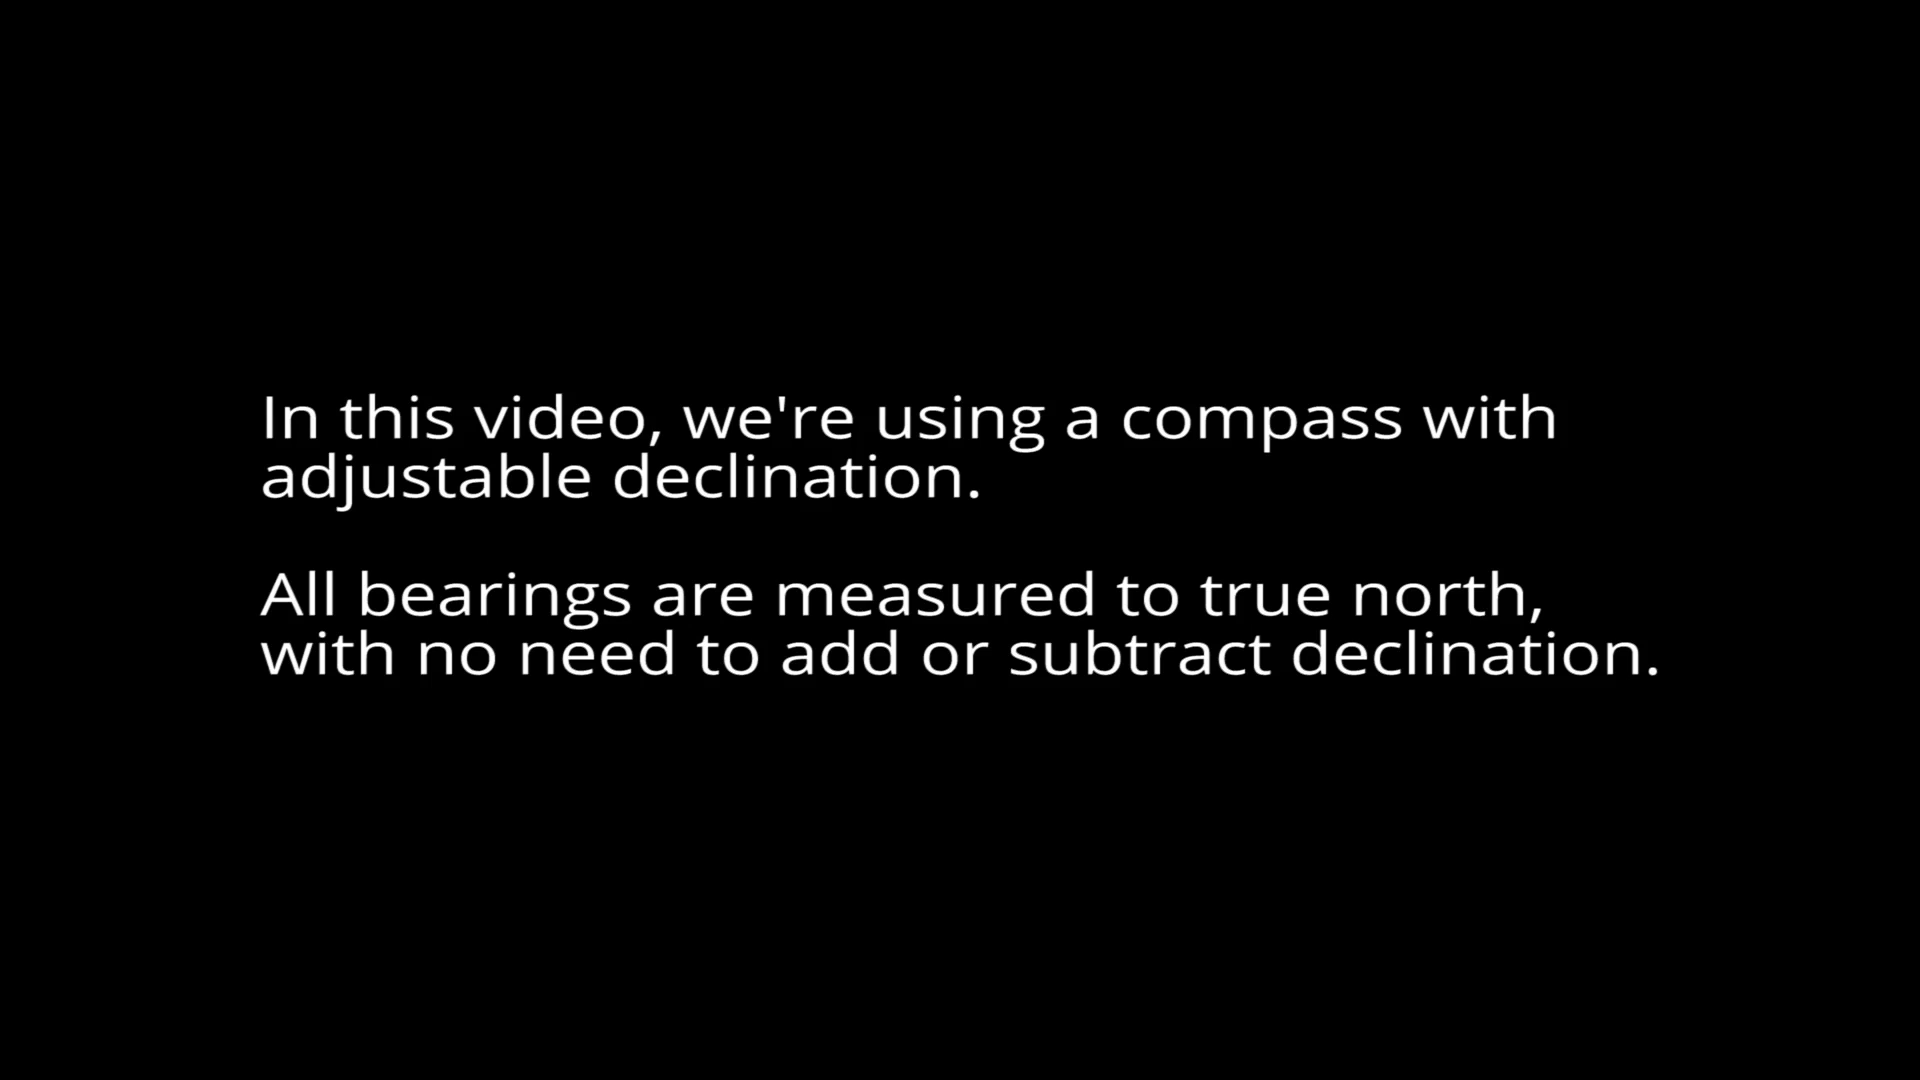 In this video, we're using a compass with
adjustable declination.
All bearings are measured to true north,
with no need to add or subtract declination.